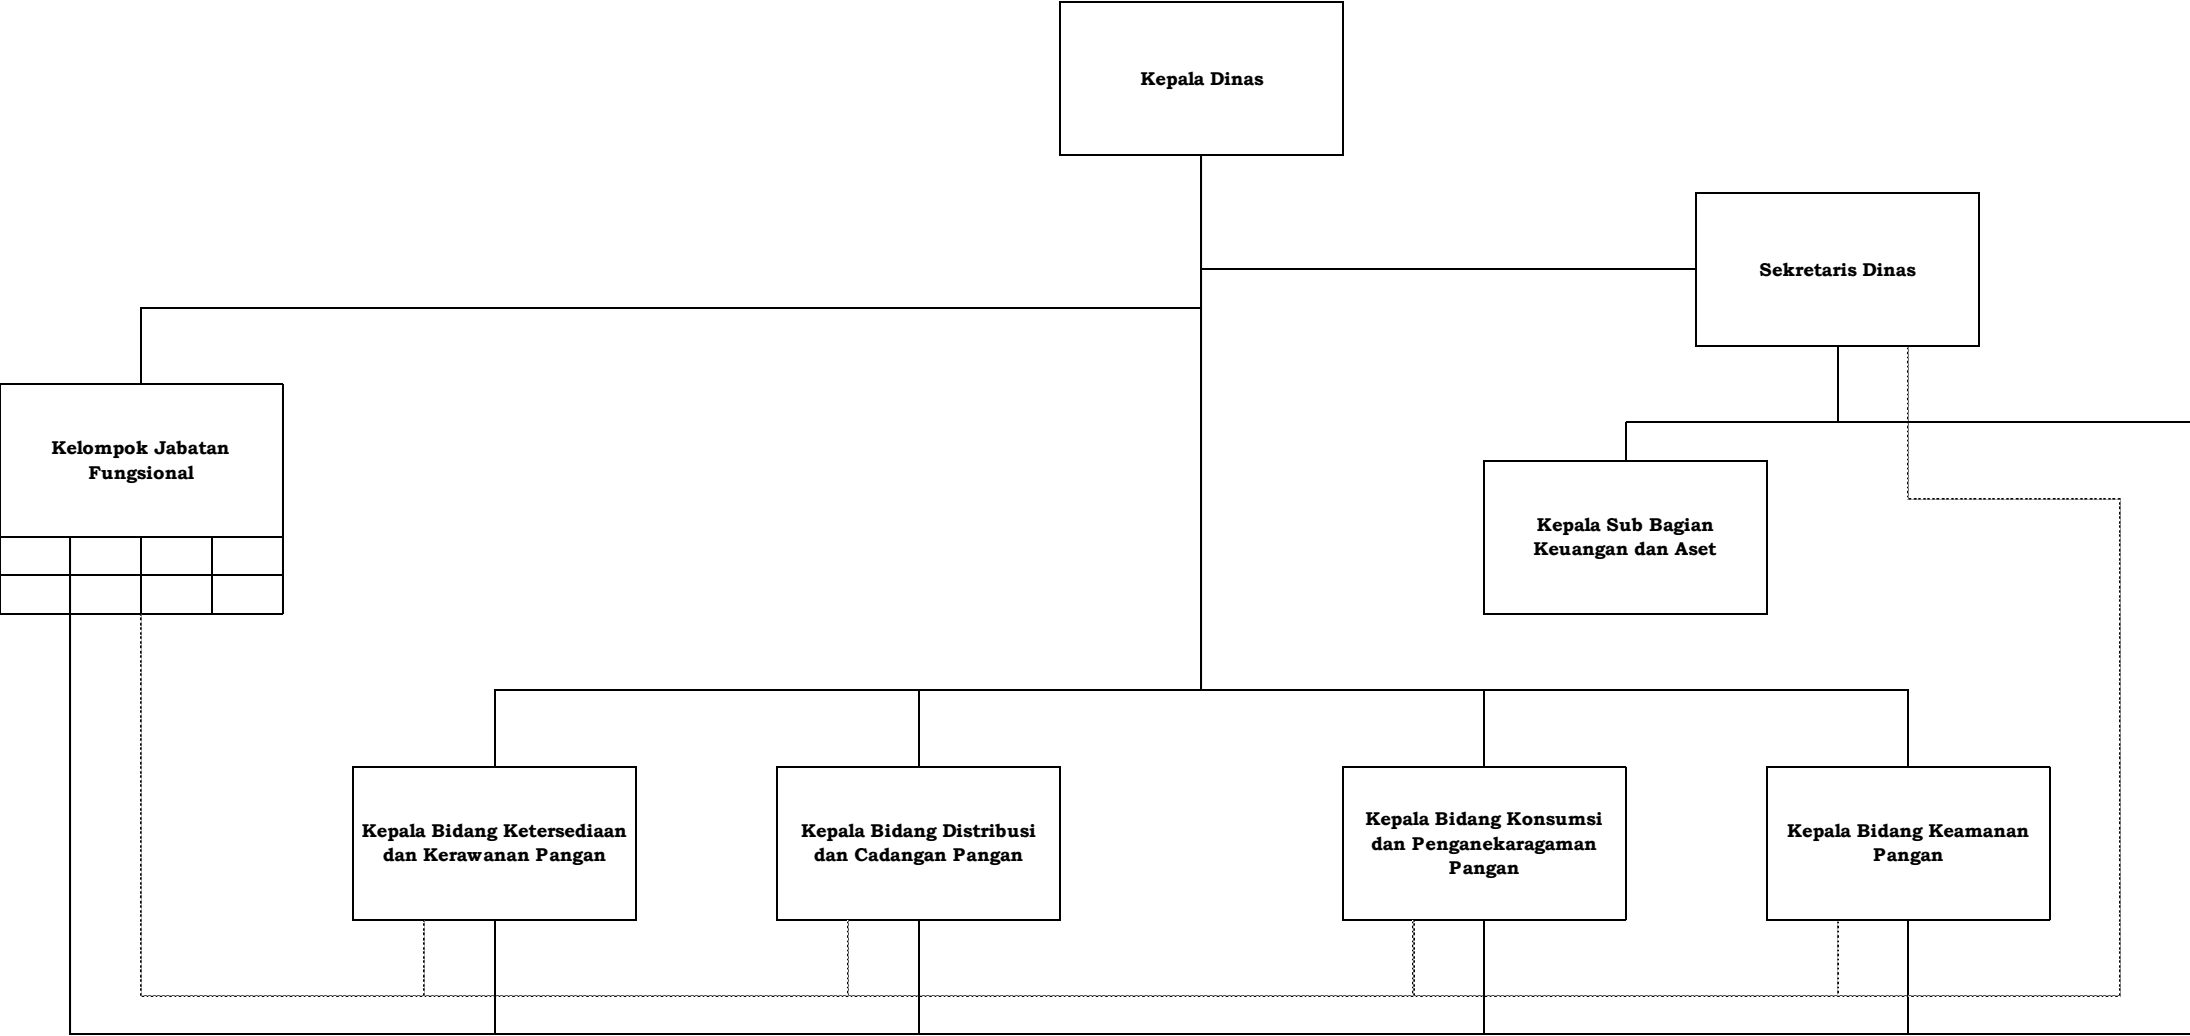 Kepala Dinas
Sekretaris Dinas
Kelompok Jabatan
Fungsional
Kepala Sub Bagian
Keuangan dan Aset
Kepala Bidang Ketersediaan
dan Kerawanan Pangan
Kepala Bidang Distribusi
dan Cadangan Pangan
Kepala Bidang Konsumsi
dan Penganekaragaman
Pangan
Kepala Bidang Keamanan
Pangan